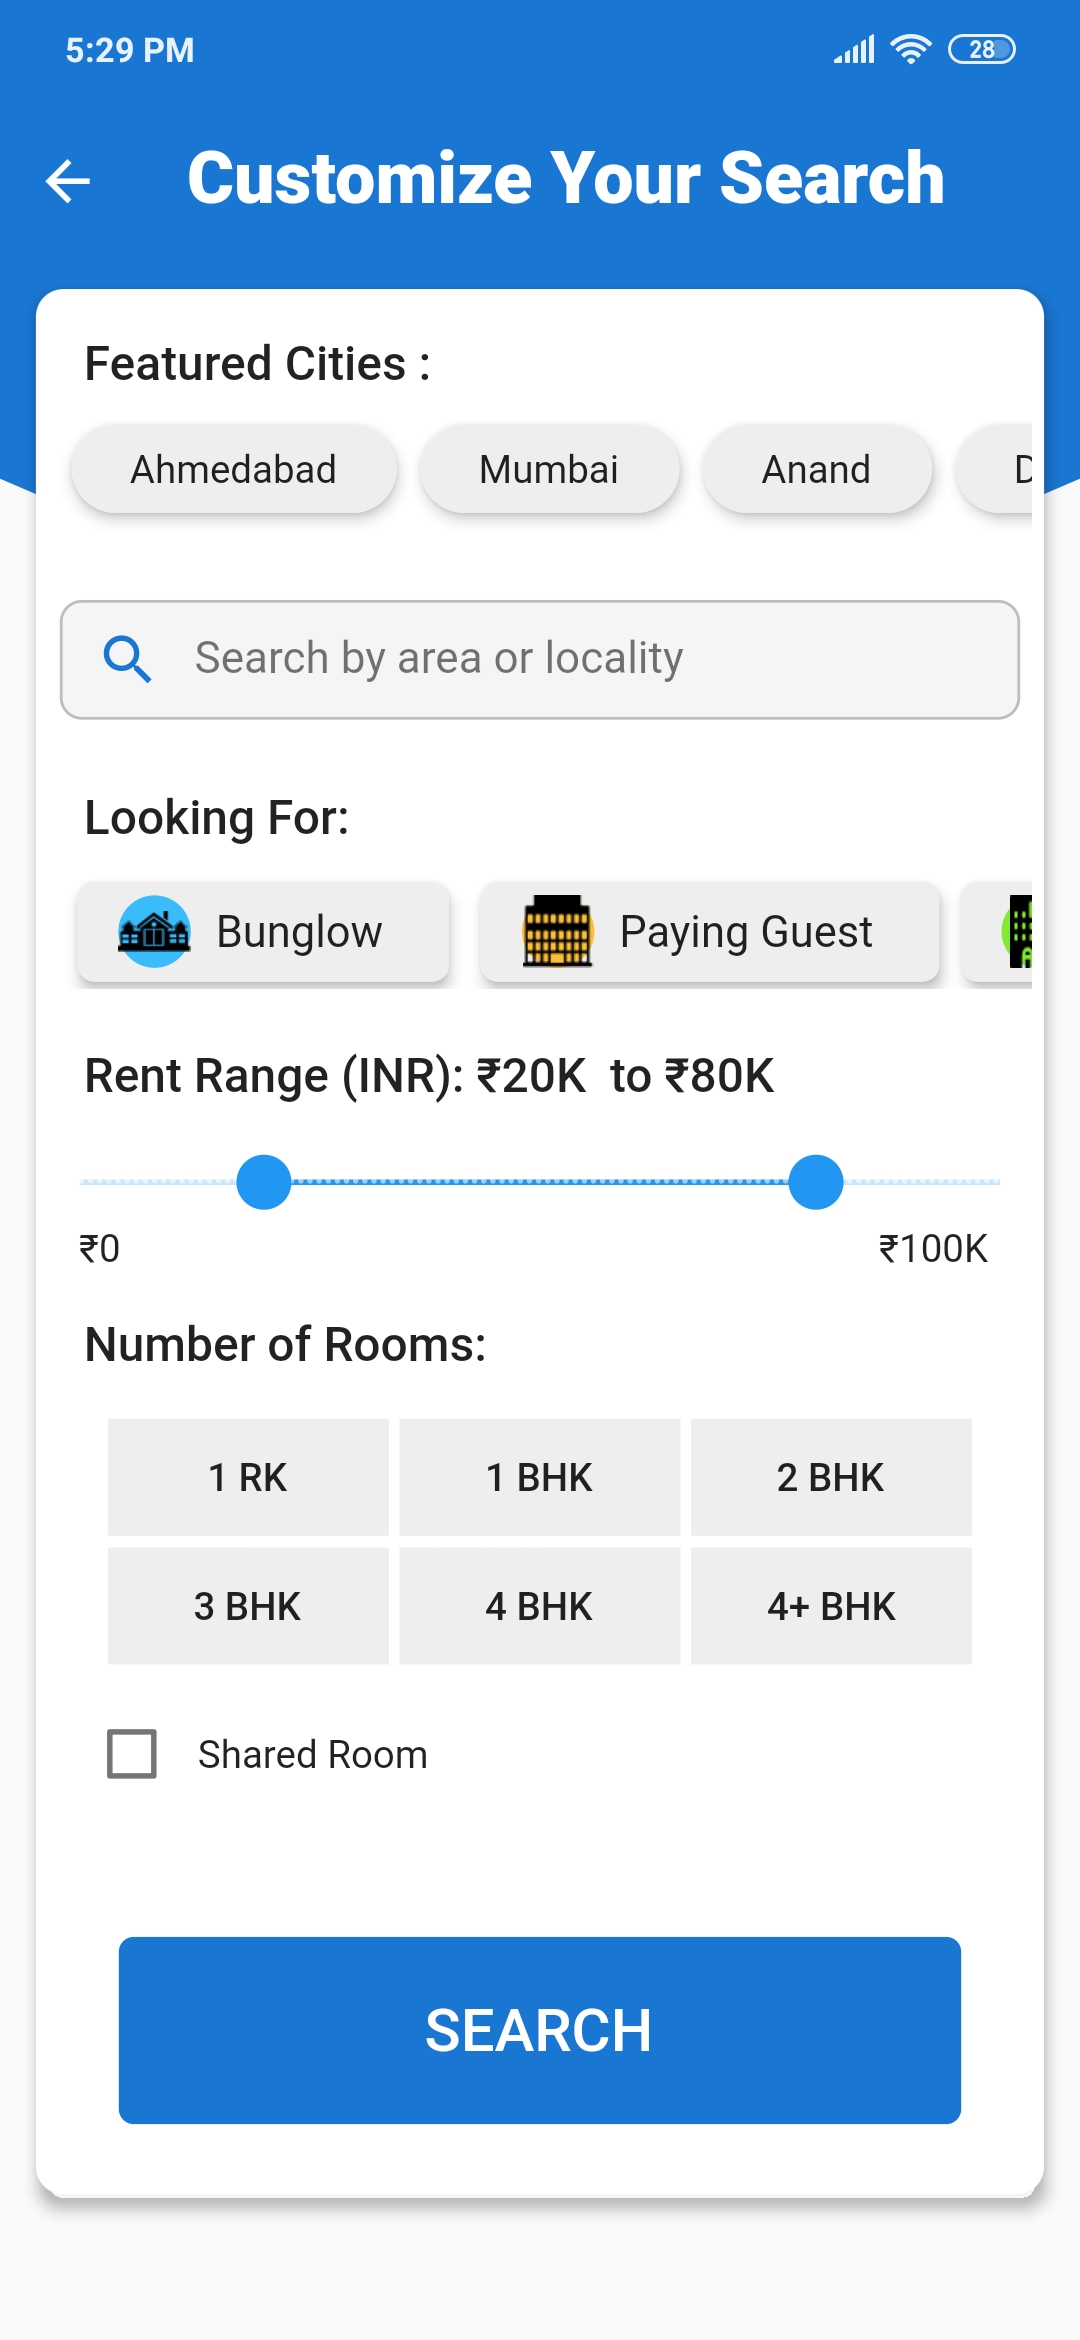 5:29 PM
28
Customize Your Search
Featured Cities :
Ahmedabad Mumbai Anand D
Search by area or locality
Looking For:
Bunglow Paying Guest
Rent Range (INR): ₹20K to ₹80K
₹0 ₹100K
Number of Rooms:
1 RK 1 BHK 2 BHK
3 BHK 4 BHK 4+ BHK
Shared Room
SEARCH